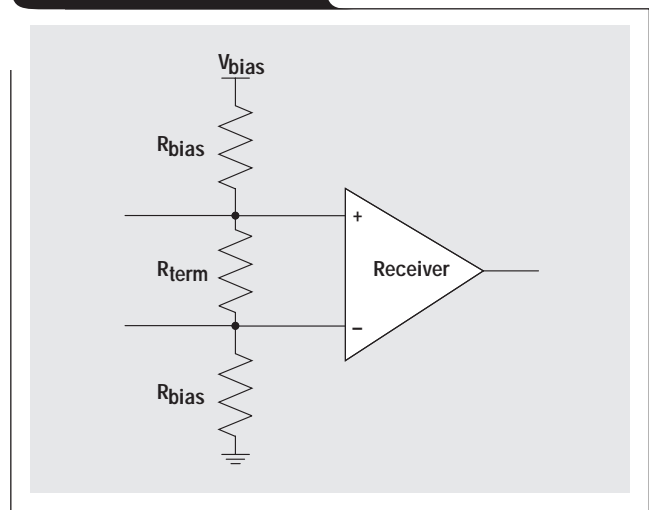 Vbias
Rbias
+
Rterm
Receiver
−
Rbias